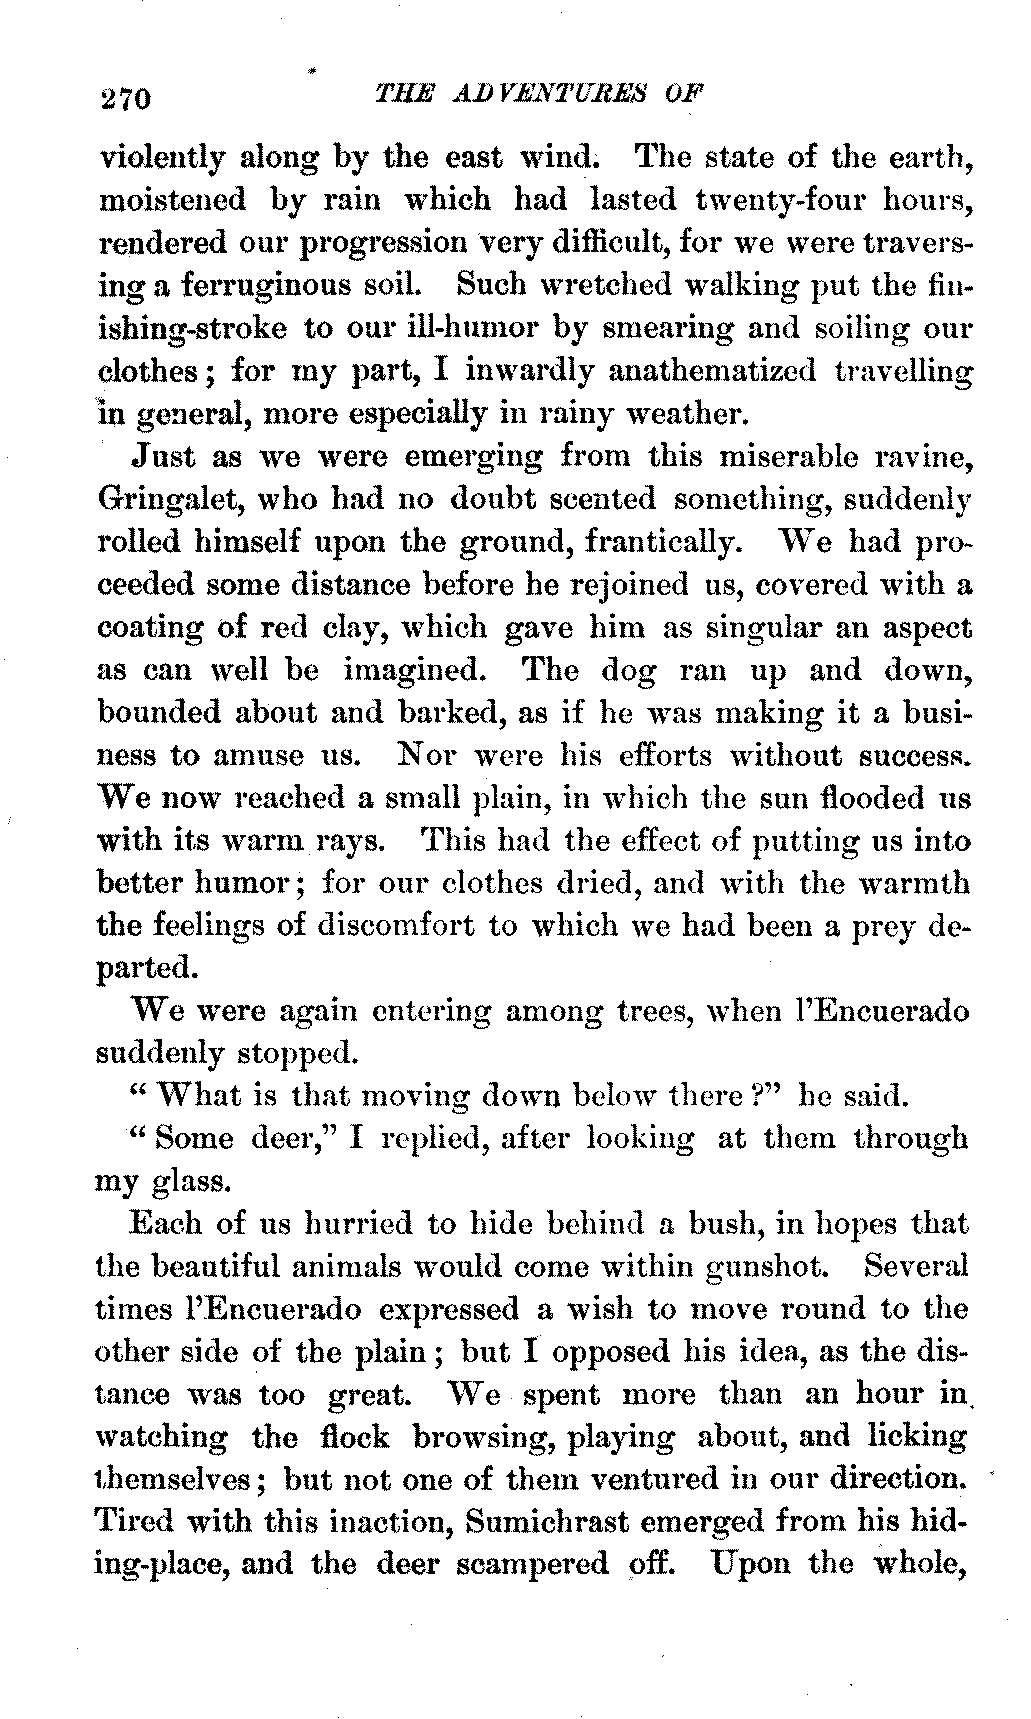 270 THE ADVENTURES OF
violently along by the east wind. The state of the earth,
moistened by rain which had lasted twenty-four hours,
rendered our progression very difficult, for we were travers-
ing a ferruginous soil. Such wretched walking put the fin-
ishing-stroke to our ill-humor by smearing and soiling our
clothes; for my part, I inwardly anathematized travelling
in general, more especially in rainy weather.
Just as we were emerging from this miserable ravine,
Gringalet, who had no doubt scented something, suddenly
rolled himself upon the ground, frantically. We had pro-
ceeded some distance before he rejoined us, covered with a
coating of red clay, which gave him as singular an aspect
as can well be imagined. The dog ran up and down,
bounded about and barked, as if he was making it a busi-
ness to amuse us. Nor were his efforts without success.
We now reached a small plain, in which the sun flooded us
with its warm rays. This had the effect of putting us into
better humor; for our clothes dried, and with the warmth
the feelings of discomfort to which we had been a prey de-
parted.
We were again entering among trees, when l'Encuerado
suddenly stopped.
"What is that moving down below there?" he said.
"Some deer," I replied, after looking at them through
my glass.
Each of us hurried to hide behind a bush, in hopes that
the beautiful animals would come within gunshot. Several
times l'Encuerado expressed a wish to move round to the
other side of the plain; but I opposed his idea, as the dis-
tance was too great. We spent more than an hour in
watching the flock browsing, playing about, and licking
themselves; but not one of them ventured in our direction.
Tired with this inaction, Sumichrast emerged from his hid-
ing-place, and the deer scampered off. Upon the whole,